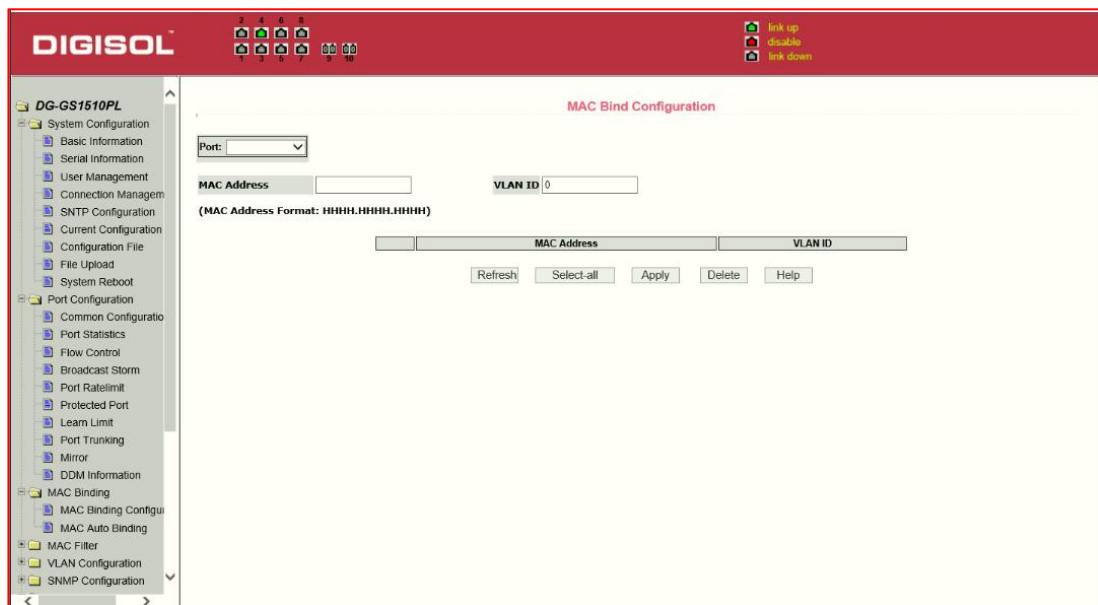 DIGISOL™
2 4 6 8
1 3 5 7 9 10
link up
disable
link down
DG-GS1510PL
System Configuration
Basic Information
Serial Information
User Management
Connection Managem
SNTP Configuration
Current Configuration
Configuration File
File Upload
System Reboot
Port Configuration
Common Configuratio
Port Statistics
Flow Control
Broadcast Storm
Port Ratelimit
Protected Port
Learn Limit
Port Trunking
Mirror
DDM Information
MAC Binding
MAC Binding Configu
MAC Auto Binding
MAC Filter
VLAN Configuration
SNMP Configuration
MAC Bind Configuration
Port:
MAC Address VLAN ID 0
(MAC Address Format: HHHH.HHHH.HHHH)
MAC Address VLAN ID
Refresh Select-all Apply Delete Help